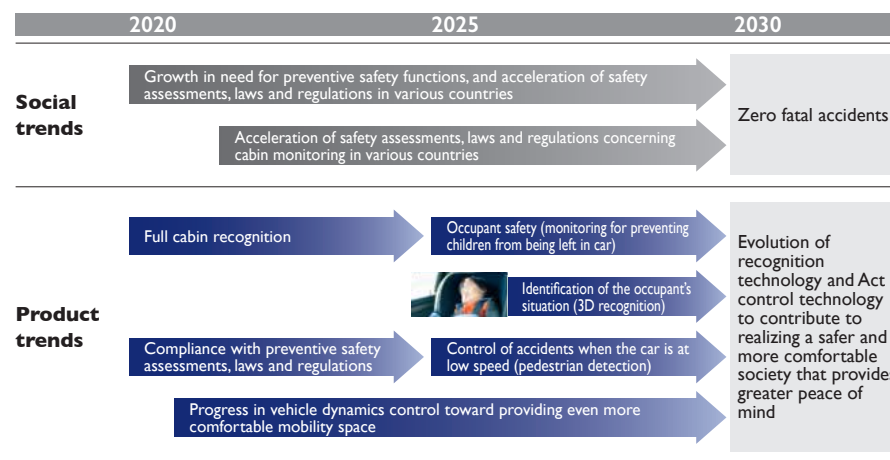 2020 2025 2030
Social
trends
Growth in need for preventive safety functions, and acceleration of safety
assessments, laws and regulations in various countries
Acceleration of safety assessments, laws and regulations concerning
cabin monitoring in various countries
Zero fatal accidents
Product
trends
Full cabin recognition
Occupant safety (monitoring for preventing
children from being left in car)
Identification of the occupant's
situation (3D recognition)
Compliance with preventive safety
assessments, laws and regulations
Control of accidents when the car is at
low speed (pedestrian detection)
Progress in vehicle dynamics control toward providing even more
comfortable mobility space
Evolution of
recognition
technology and Act
control technology
to contribute to
realizing a safer and
more comfortable
society that provides
greater peace of
mind